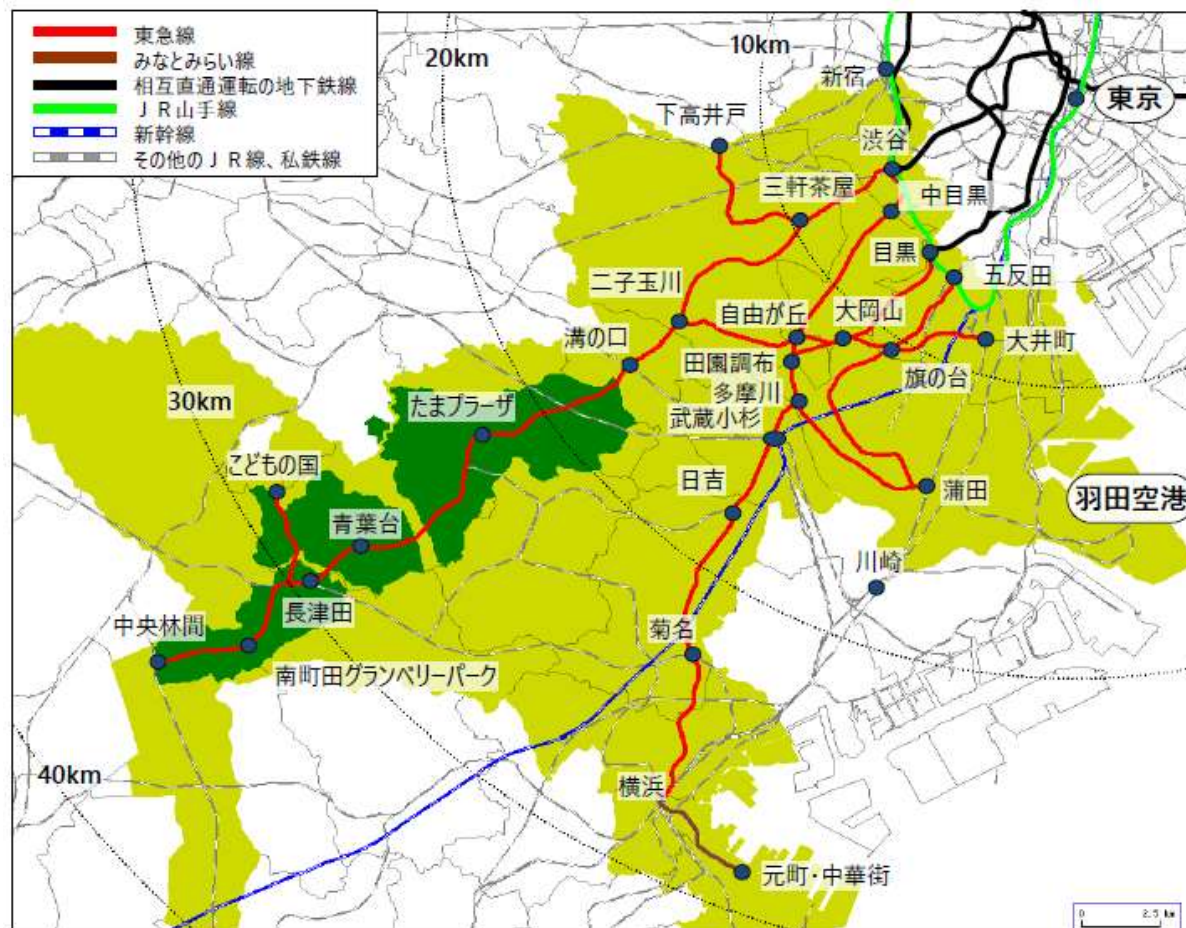 東急線
みなとみらい線
相互直通運転の地下鉄線
ＪＲ山手線
新幹線
その他のＪＲ線、私鉄線
20km
10km
新宿
東京
下高井戸
渋谷
三軒茶屋
中目黒
目黒
二子玉川
五反田
自由が丘
大岡山
溝の口
大井町
田園調布
旗の台
30km
たまプラーザ
多摩川
武蔵小杉
こどもの国
日吉
蒲田
羽田空港
青葉台
川崎
長津田
中央林間
菊名
南町田グランベリーパーク
40km
横浜
元町・中華街
0 2.5 km